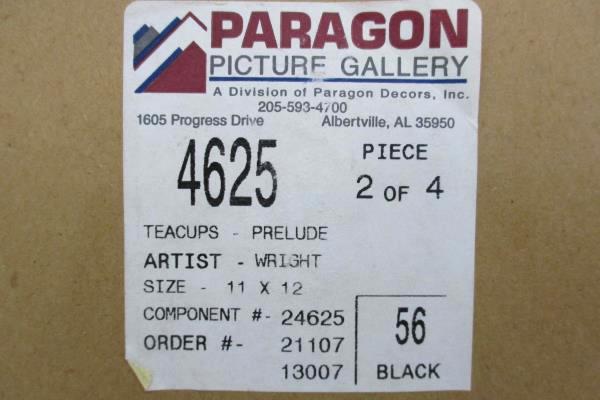 PARAGON
PICTURE GALLERY
A Division of Paragon Decors, Inc.
205-593-4700
1605 Progress Drive Albertville, AL 35950
4625 PIECE
2 OF 4
TEACUPS - PRELUDE
ARTIST - WRIGHT
SIZE - 11 X 12
COMPONENT #- 24625
ORDER #- 21107
13007
56
BLACK